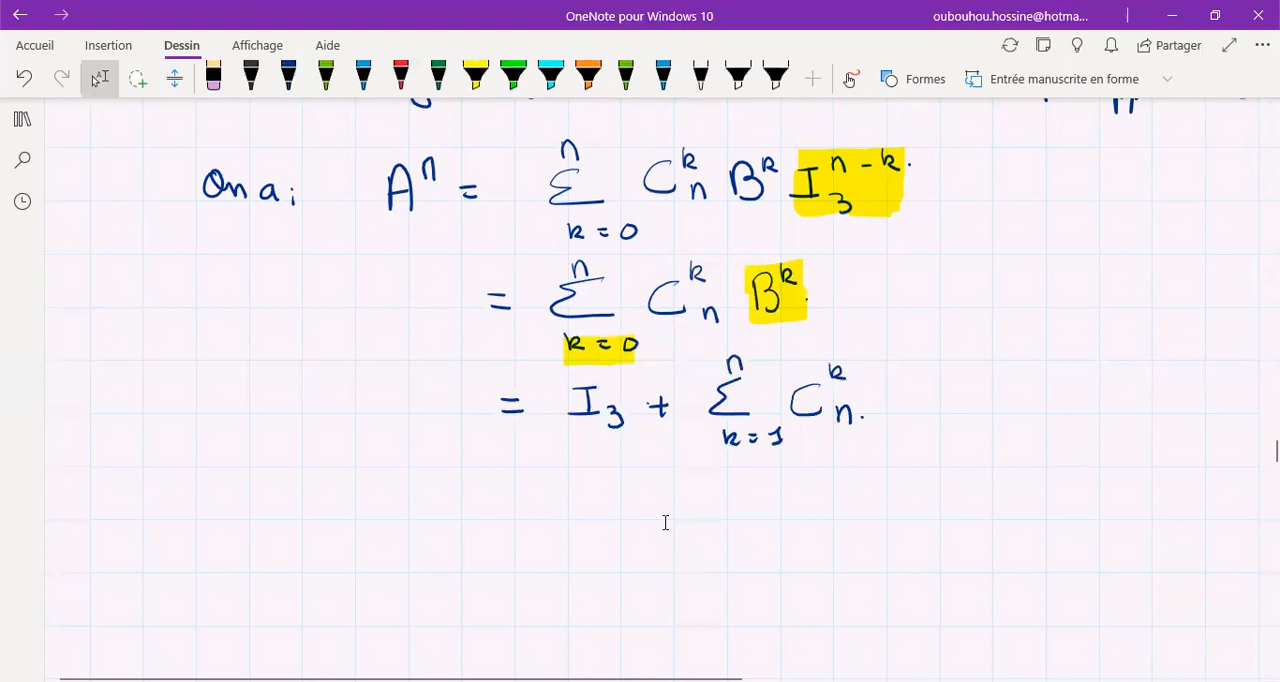 OneNote pour Windows 10
oubouhou.hossine@hotma...
Accueil Insertion Dessin Affichage Aide
Partager
Formes Entrée manuscrite en forme
On a : Aⁿ = Σ_{k=0}^{n} C_n^k B^k I_3^{n-k}.
= Σ_{k=0}^{n} C_n^k B^k.
= I_3 + Σ_{k=1}^{n} C_n^k.